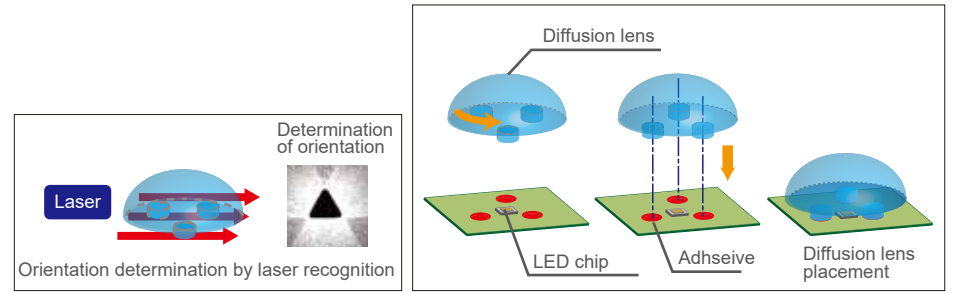 Diffusion lens
Determination
of orientation
Laser
Orientation determination by laser recognition
LED chip
Adhseive
Diffusion lens
placement